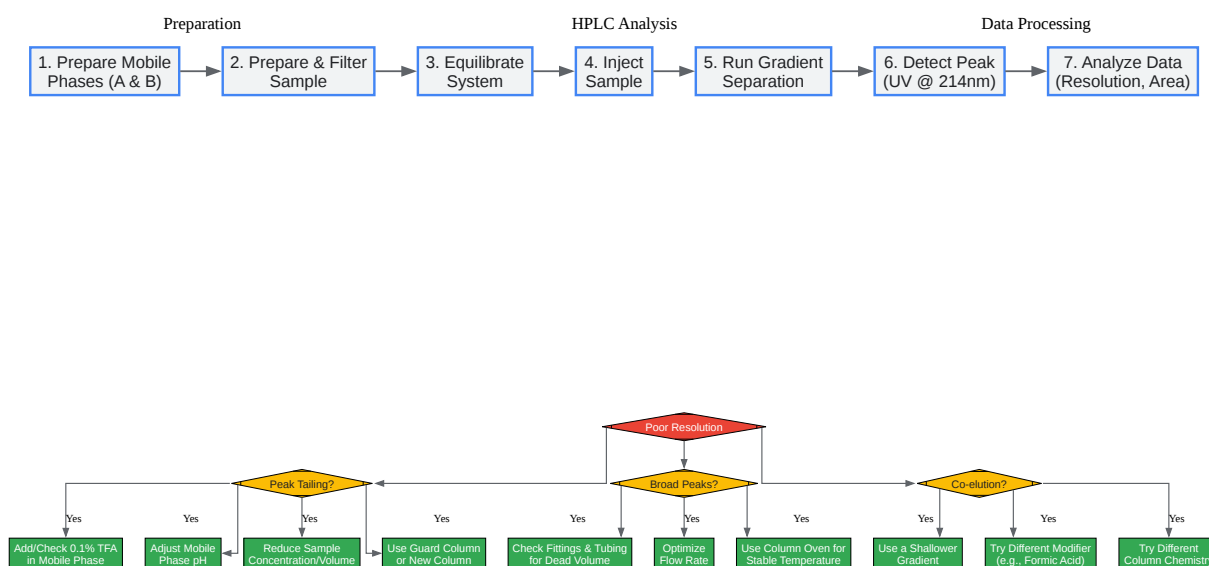 Preparation
HPLC Analysis
Data Processing
1. Prepare Mobile
Phases (A & B)
2. Prepare & Filter
Sample
3. Equilibrate
System
4. Inject
Sample
5. Run Gradient
Separation
6. Detect Peak
(UV @ 214nm)
7. Analyze Data
(Resolution, Area)
Poor Resolution
Peak Tailing?
Broad Peaks?
Co-elution?
Yes
Yes
Yes
Yes
Yes
Yes
Yes
Yes
Yes
Yes
Add/Check 0.1% TFA
in Mobile Phase
Adjust Mobile
Phase pH
Reduce Sample
Concentration/Volume
Use Guard Column
or New Column
Check Fittings & Tubing
for Dead Volume
Optimize
Flow Rate
Use Column Oven for
Stable Temperature
Use a Shallower
Gradient
Try Different Modifier
(e.g., Formic Acid)
Try Different
Column Chemistry